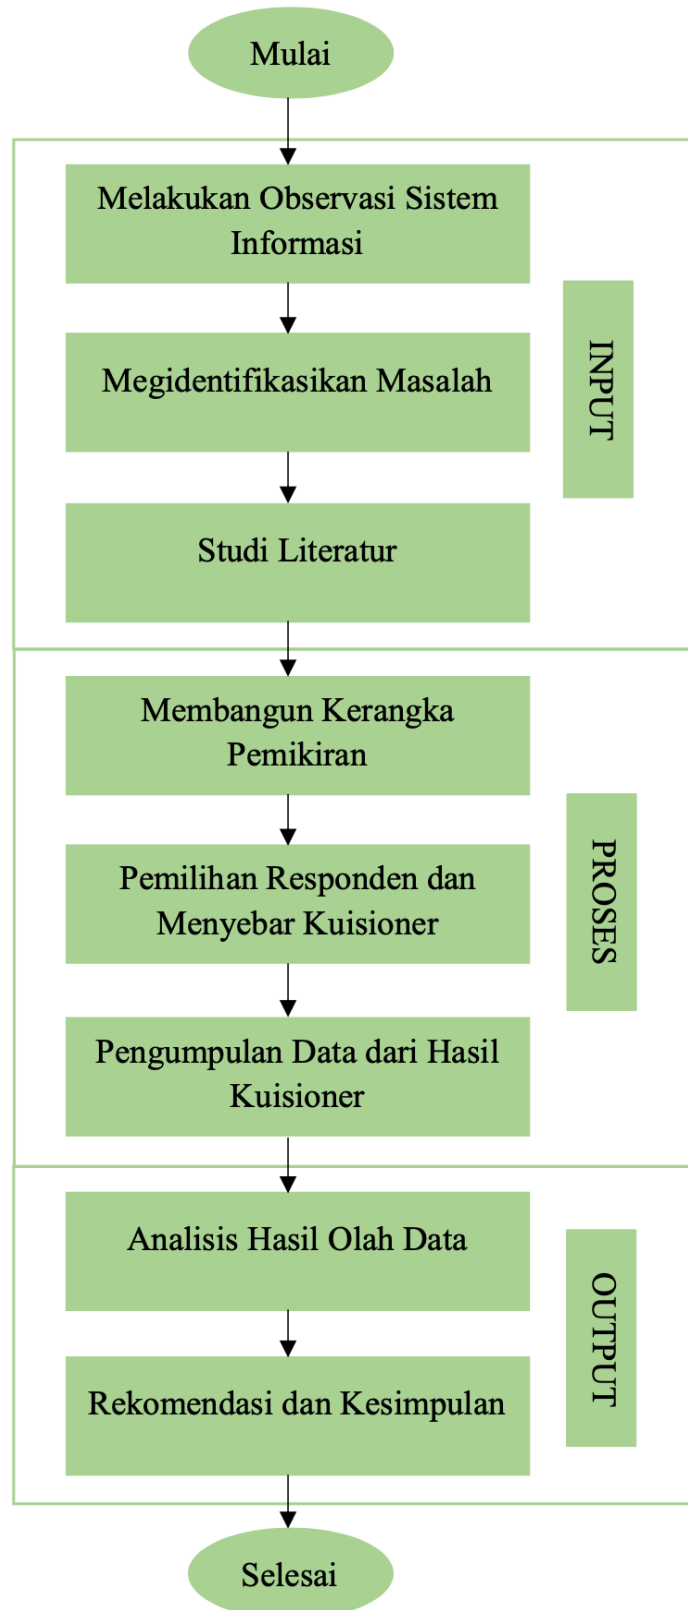 Mulai
Melakukan Observasi Sistem
Informasi
Megidentifikasikan Masalah
INPUT
Studi Literatur
Membangun Kerangka
Pemikiran
Pemilihan Responden dan
Menyebar Kuisioner
PROSES
Pengumpulan Data dari Hasil
Kuisioner
Analisis Hasil Olah Data
OUTPUT
Rekomendasi dan Kesimpulan
Selesai